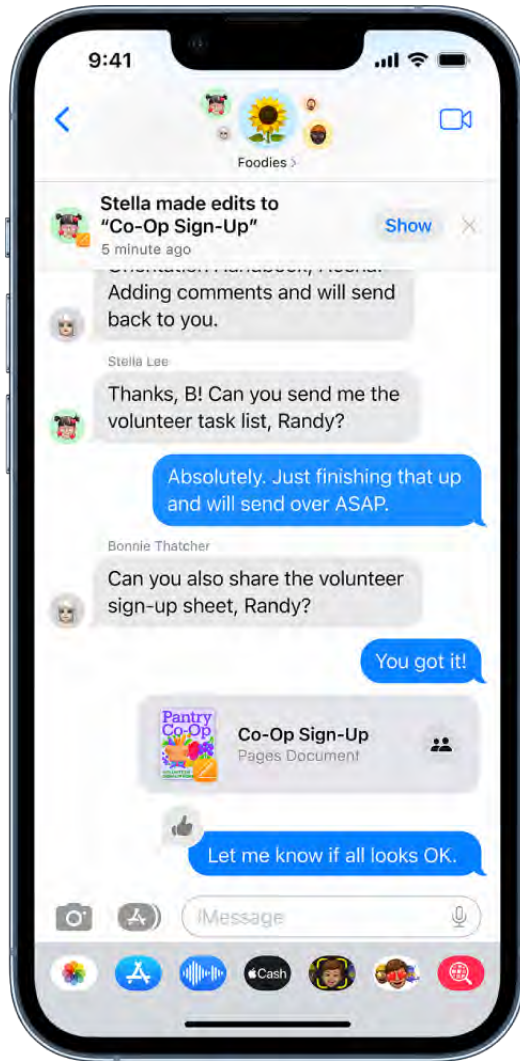 9:41
Foodies >
Stella made edits to
“Co-Op Sign-Up”
5 minute ago
Show
Orientation Handbook,
Adding comments and will send
back to you.
Stella Lee
Thanks, B! Can you send me the
volunteer task list, Randy?
Absolutely. Just finishing that up
and will send over ASAP.
Bonnie Thatcher
Can you also share the volunteer
sign-up sheet, Randy?
You got it!
Pantry
Co-Op
VOLUNTEER
Co-Op Sign-Up
Pages Document
Let me know if all looks OK.
iMessage
Cash